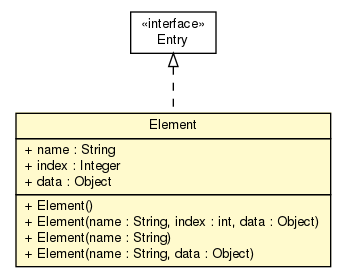 «interface»
Entry
Element
+ name : String
+ index : Integer
+ data : Object
+ Element()
+ Element(name : String, index : int, data : Object)
+ Element(name : String)
+ Element(name : String, data : Object)